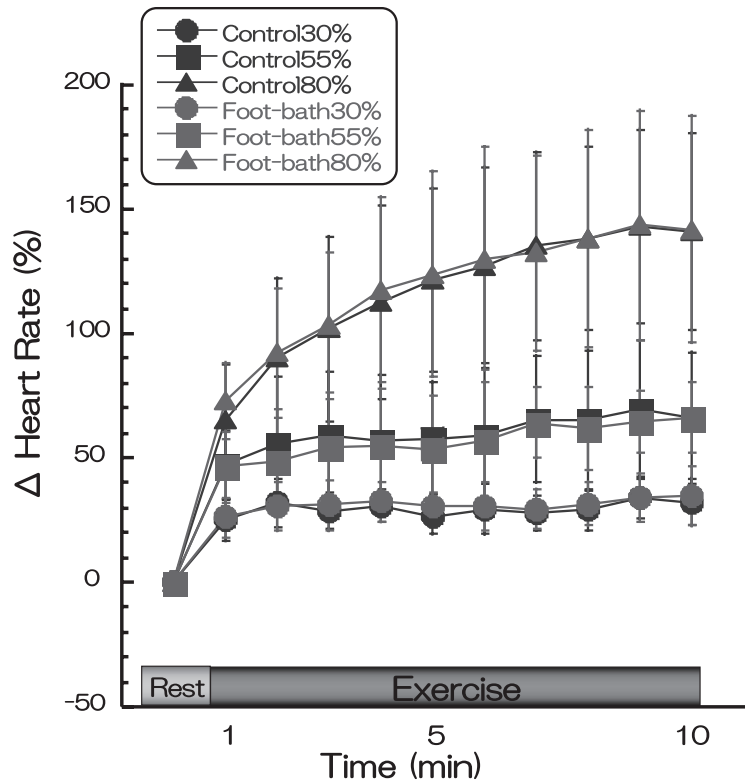 Control30%
Control55%
Control80%
Foot-bath30%
Foot-bath55%
Foot-bath80%
200
150
100
50
0
-50
Δ Heart Rate (%)
Rest
Exercise
1 5 10
Time (min)